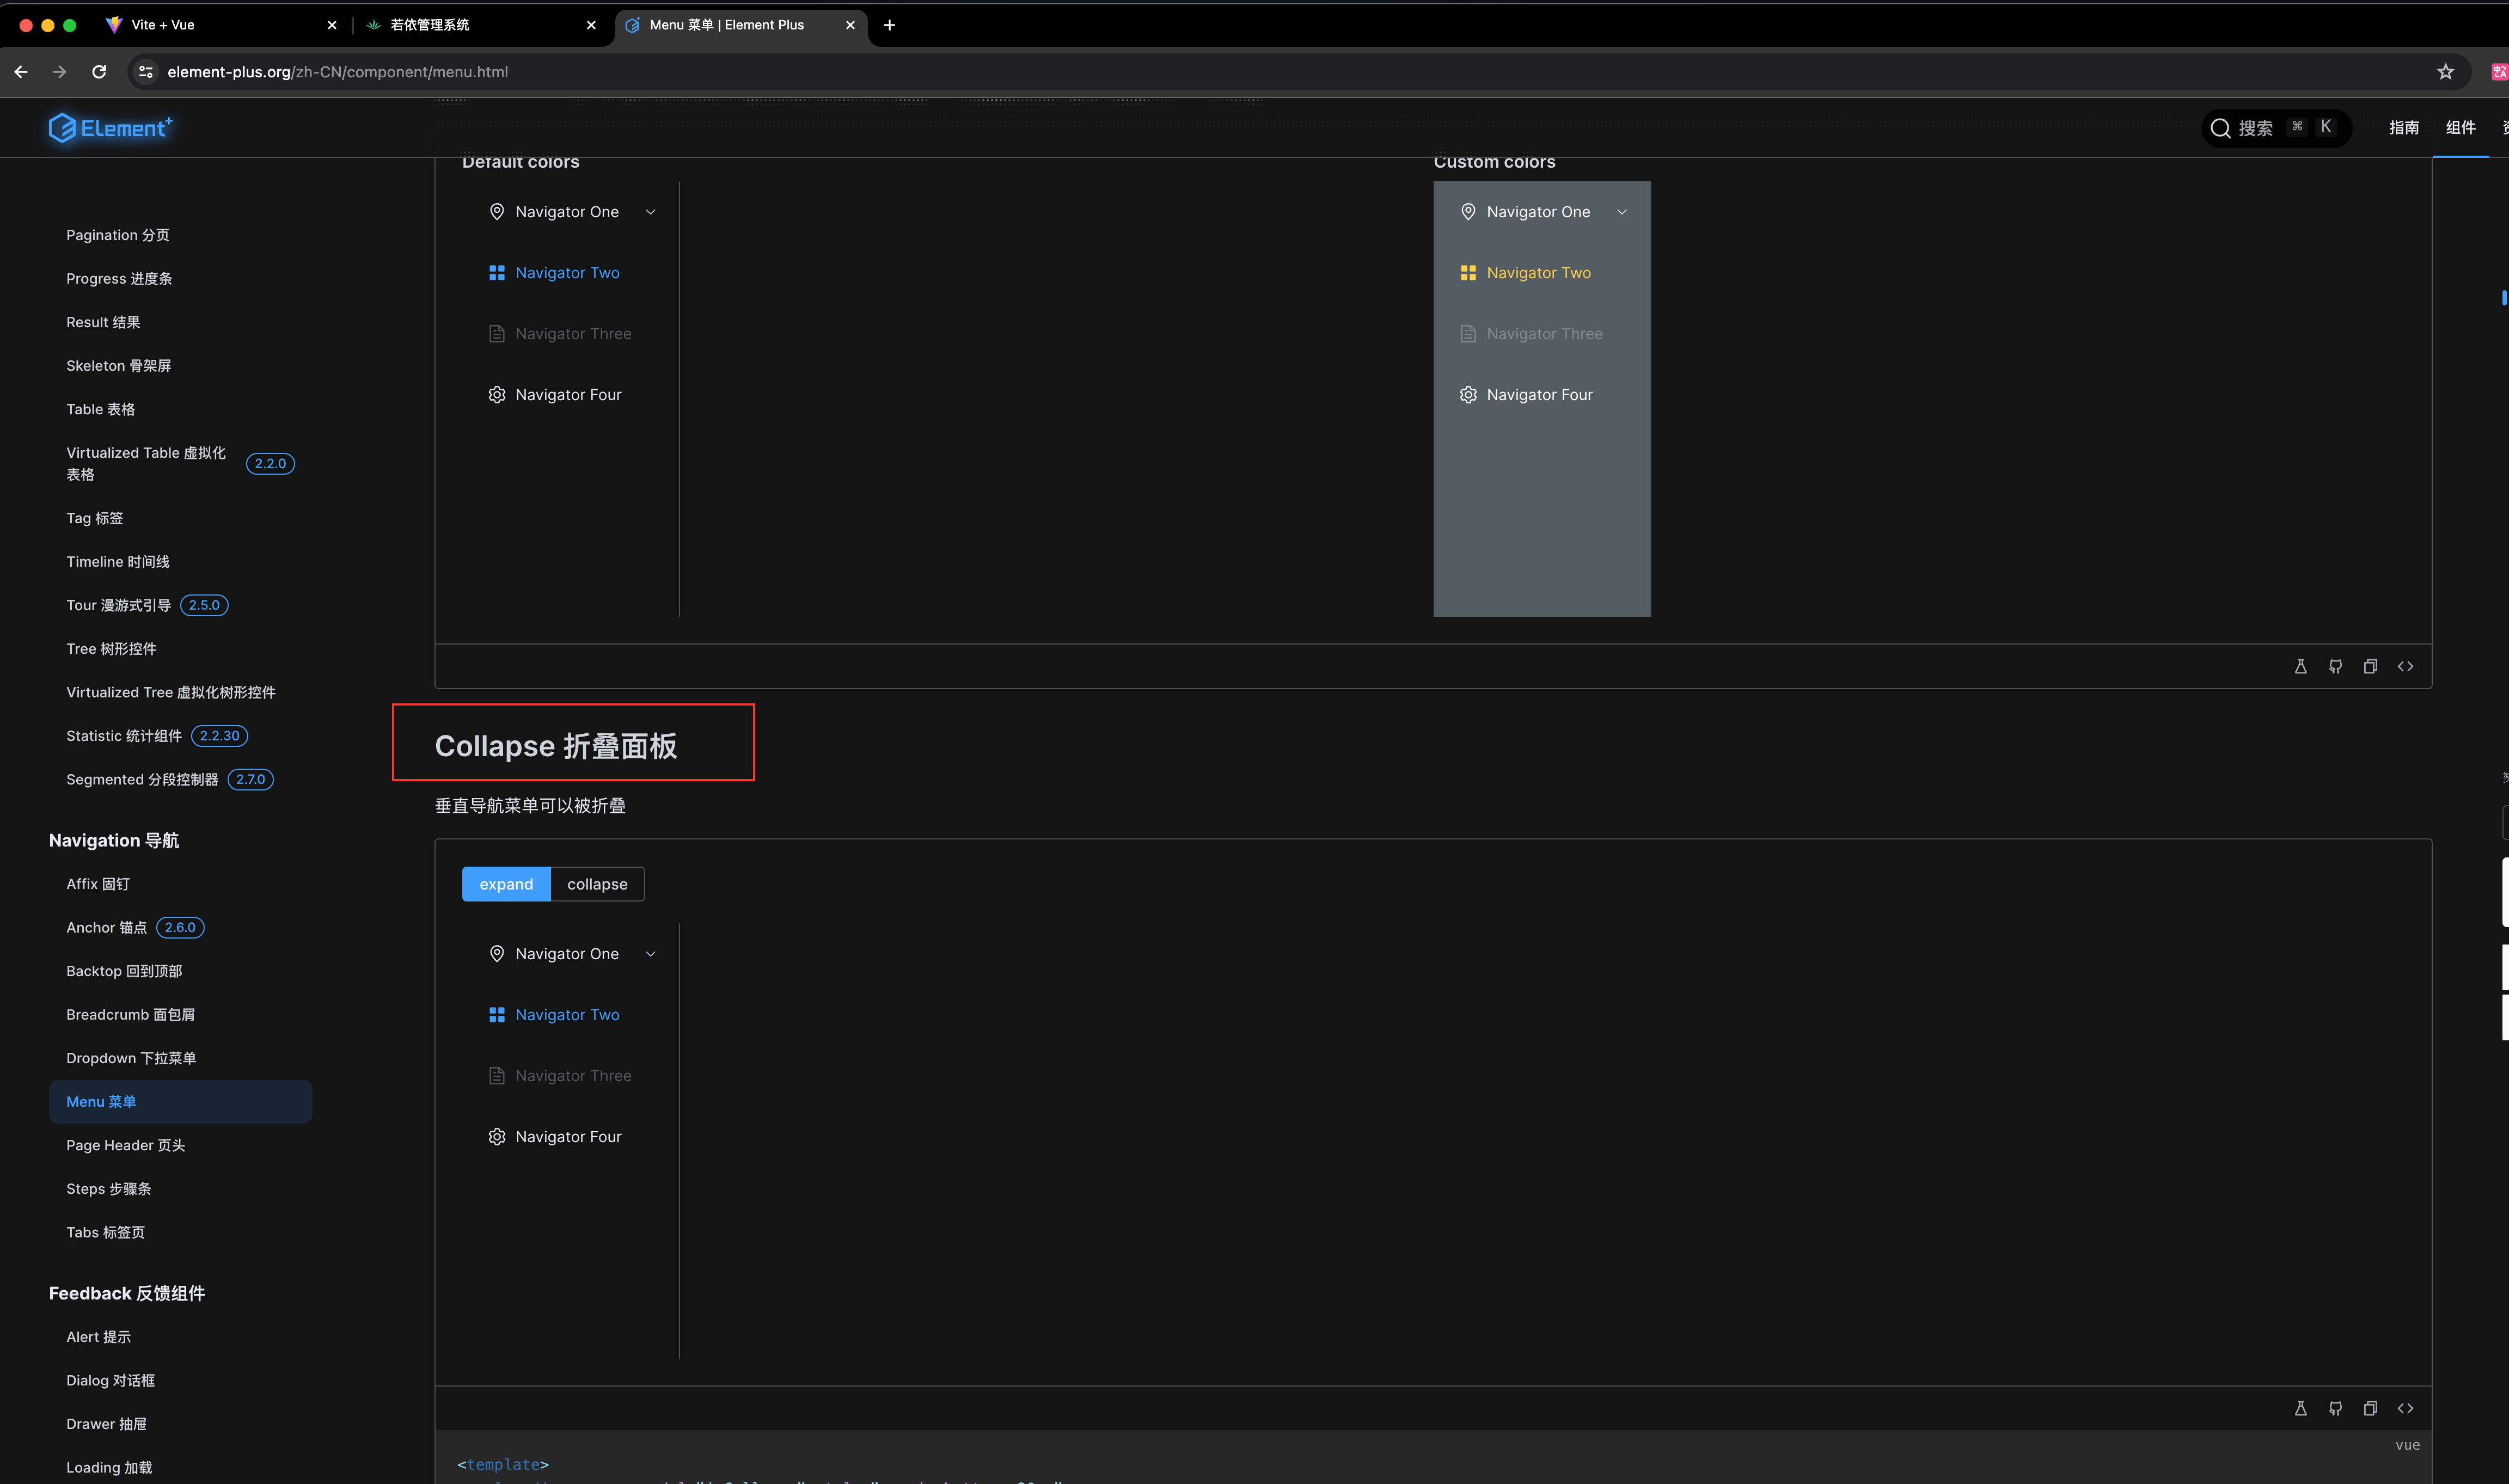 Vite + Vue
若依管理系统
Menu 菜单 | Element Plus
element-plus.org/zh-CN/component/menu.html
Element+
搜索 ⌘ K
指南
组件
Pagination 分页
Progress 进度条
Result 结果
Skeleton 骨架屏
Table 表格
Virtualized Table 虚拟化
表格
2.2.0
Tag 标签
Timeline 时间线
Tour 漫游式引导 2.5.0
Tree 树形控件
Virtualized Tree 虚拟化树形控件
Statistic 统计组件 2.2.30
Segmented 分段控制器 2.7.0
Navigation 导航
Affix 固钉
Anchor 锚点 2.6.0
Backtop 回到顶部
Breadcrumb 面包屑
Dropdown 下拉菜单
Menu 菜单
Page Header 页头
Steps 步骤条
Tabs 标签页
Feedback 反馈组件
Alert 提示
Dialog 对话框
Drawer 抽屉
Loading 加载
Default colors
Navigator One
Navigator Two
Navigator Three
Navigator Four
Custom colors
Navigator One
Navigator Two
Navigator Three
Navigator Four
Collapse 折叠面板
垂直导航菜单可以被折叠
expand
collapse
Navigator One
Navigator Two
Navigator Three
Navigator Four
vue
<template>